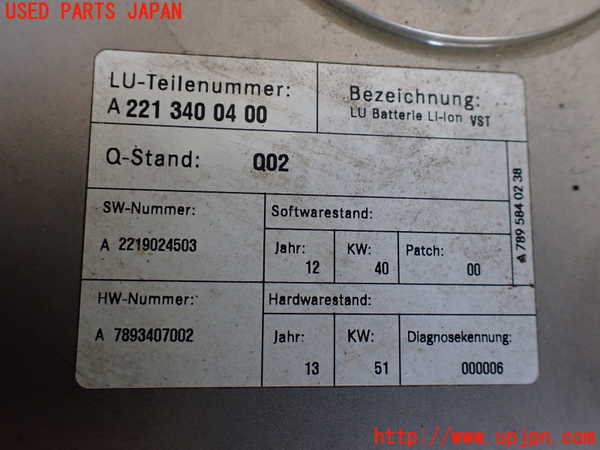 USED PARTS JAPAN
LU-Teilenummer:
A 221 340 04 00
Bezeichnung:
LU Batterie LI-Ion VST
Q-Stand: Q02
A 789 584 02 38
SW-Nummer:
A 2219024503
Softwarestand:
Jahr: 12
KW: 40
Patch: 00
HW-Nummer:
A 7893407002
Hardwarestand:
Jahr: 13
KW: 51
Diagnosekennung: 000006
http://www.upjpn.com/